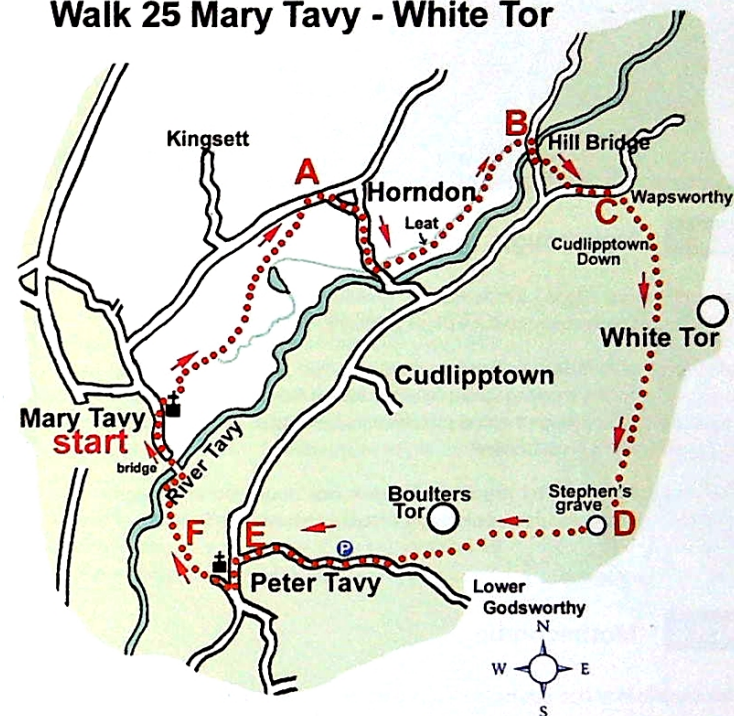 Walk 25 Mary Tavy - White Tor
Kingsett
A
B
Hill Bridge
Horndon
Leat
C
Wapsworthy
Cudlipptown
Down
White Tor
Cudlipptown
Mary Tavy
start
bridge
River Tavy
Boulters
Tor
Stephen's
grave
D
F
E
P
Peter Tavy
Lower
Godsworthy
N
W
E
S